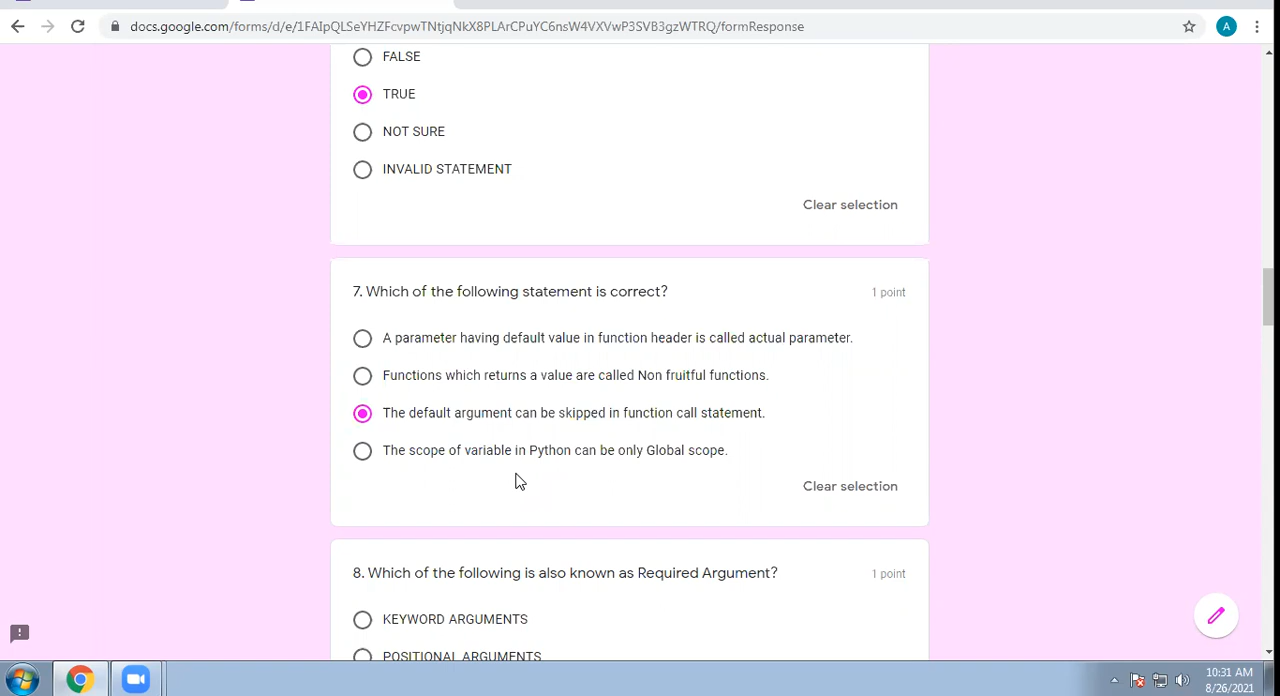 docs.google.com/forms/d/e/1FAIpQLSeYHZFcvpwTNtjqNkX8PLArCPuYC6nsW4VXVwP3SVB3gzWTRQ/formResponse
A
FALSE
TRUE
NOT SURE
INVALID STATEMENT
Clear selection
7. Which of the following statement is correct?
1 point
A parameter having default value in function header is called actual parameter.
Functions which returns a value are called Non fruitful functions.
The default argument can be skipped in function call statement.
The scope of variable in Python can be only Global scope.
Clear selection
8. Which of the following is also known as Required Argument?
1 point
KEYWORD ARGUMENTS
POSITIONAL ARGUMENTS
10:31 AM
8/26/2021